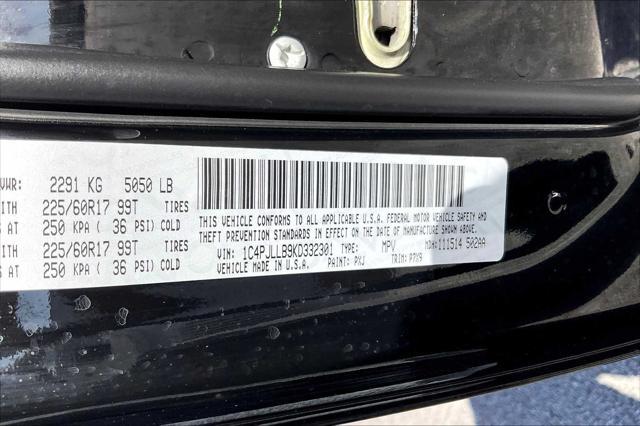 VWR: 2291 KG 5050 LB
ITH 225/60R17 99T TIRES
S AT 250 KPA ( 36 PSI) COLD
ITH 225/60R17 99T TIRES
S AT 250 KPA ( 36 PSI) COLD
THIS VEHICLE CONFORMS TO ALL APPLICABLE U.S.A. FEDERAL MOTOR VEHICLE SAFETY AND
THEFT PREVENTION STANDARDS IN EFFECT ON THE DATE OF MANUFACTURE SHOWN ABOVE.
VIN: 1C4PJLLB9KD332301 TYPE: MPV MDH: 111514 502AA
VEHICLE MADE IN U.S.A. PAINT: PXJ TRIM: P7X9